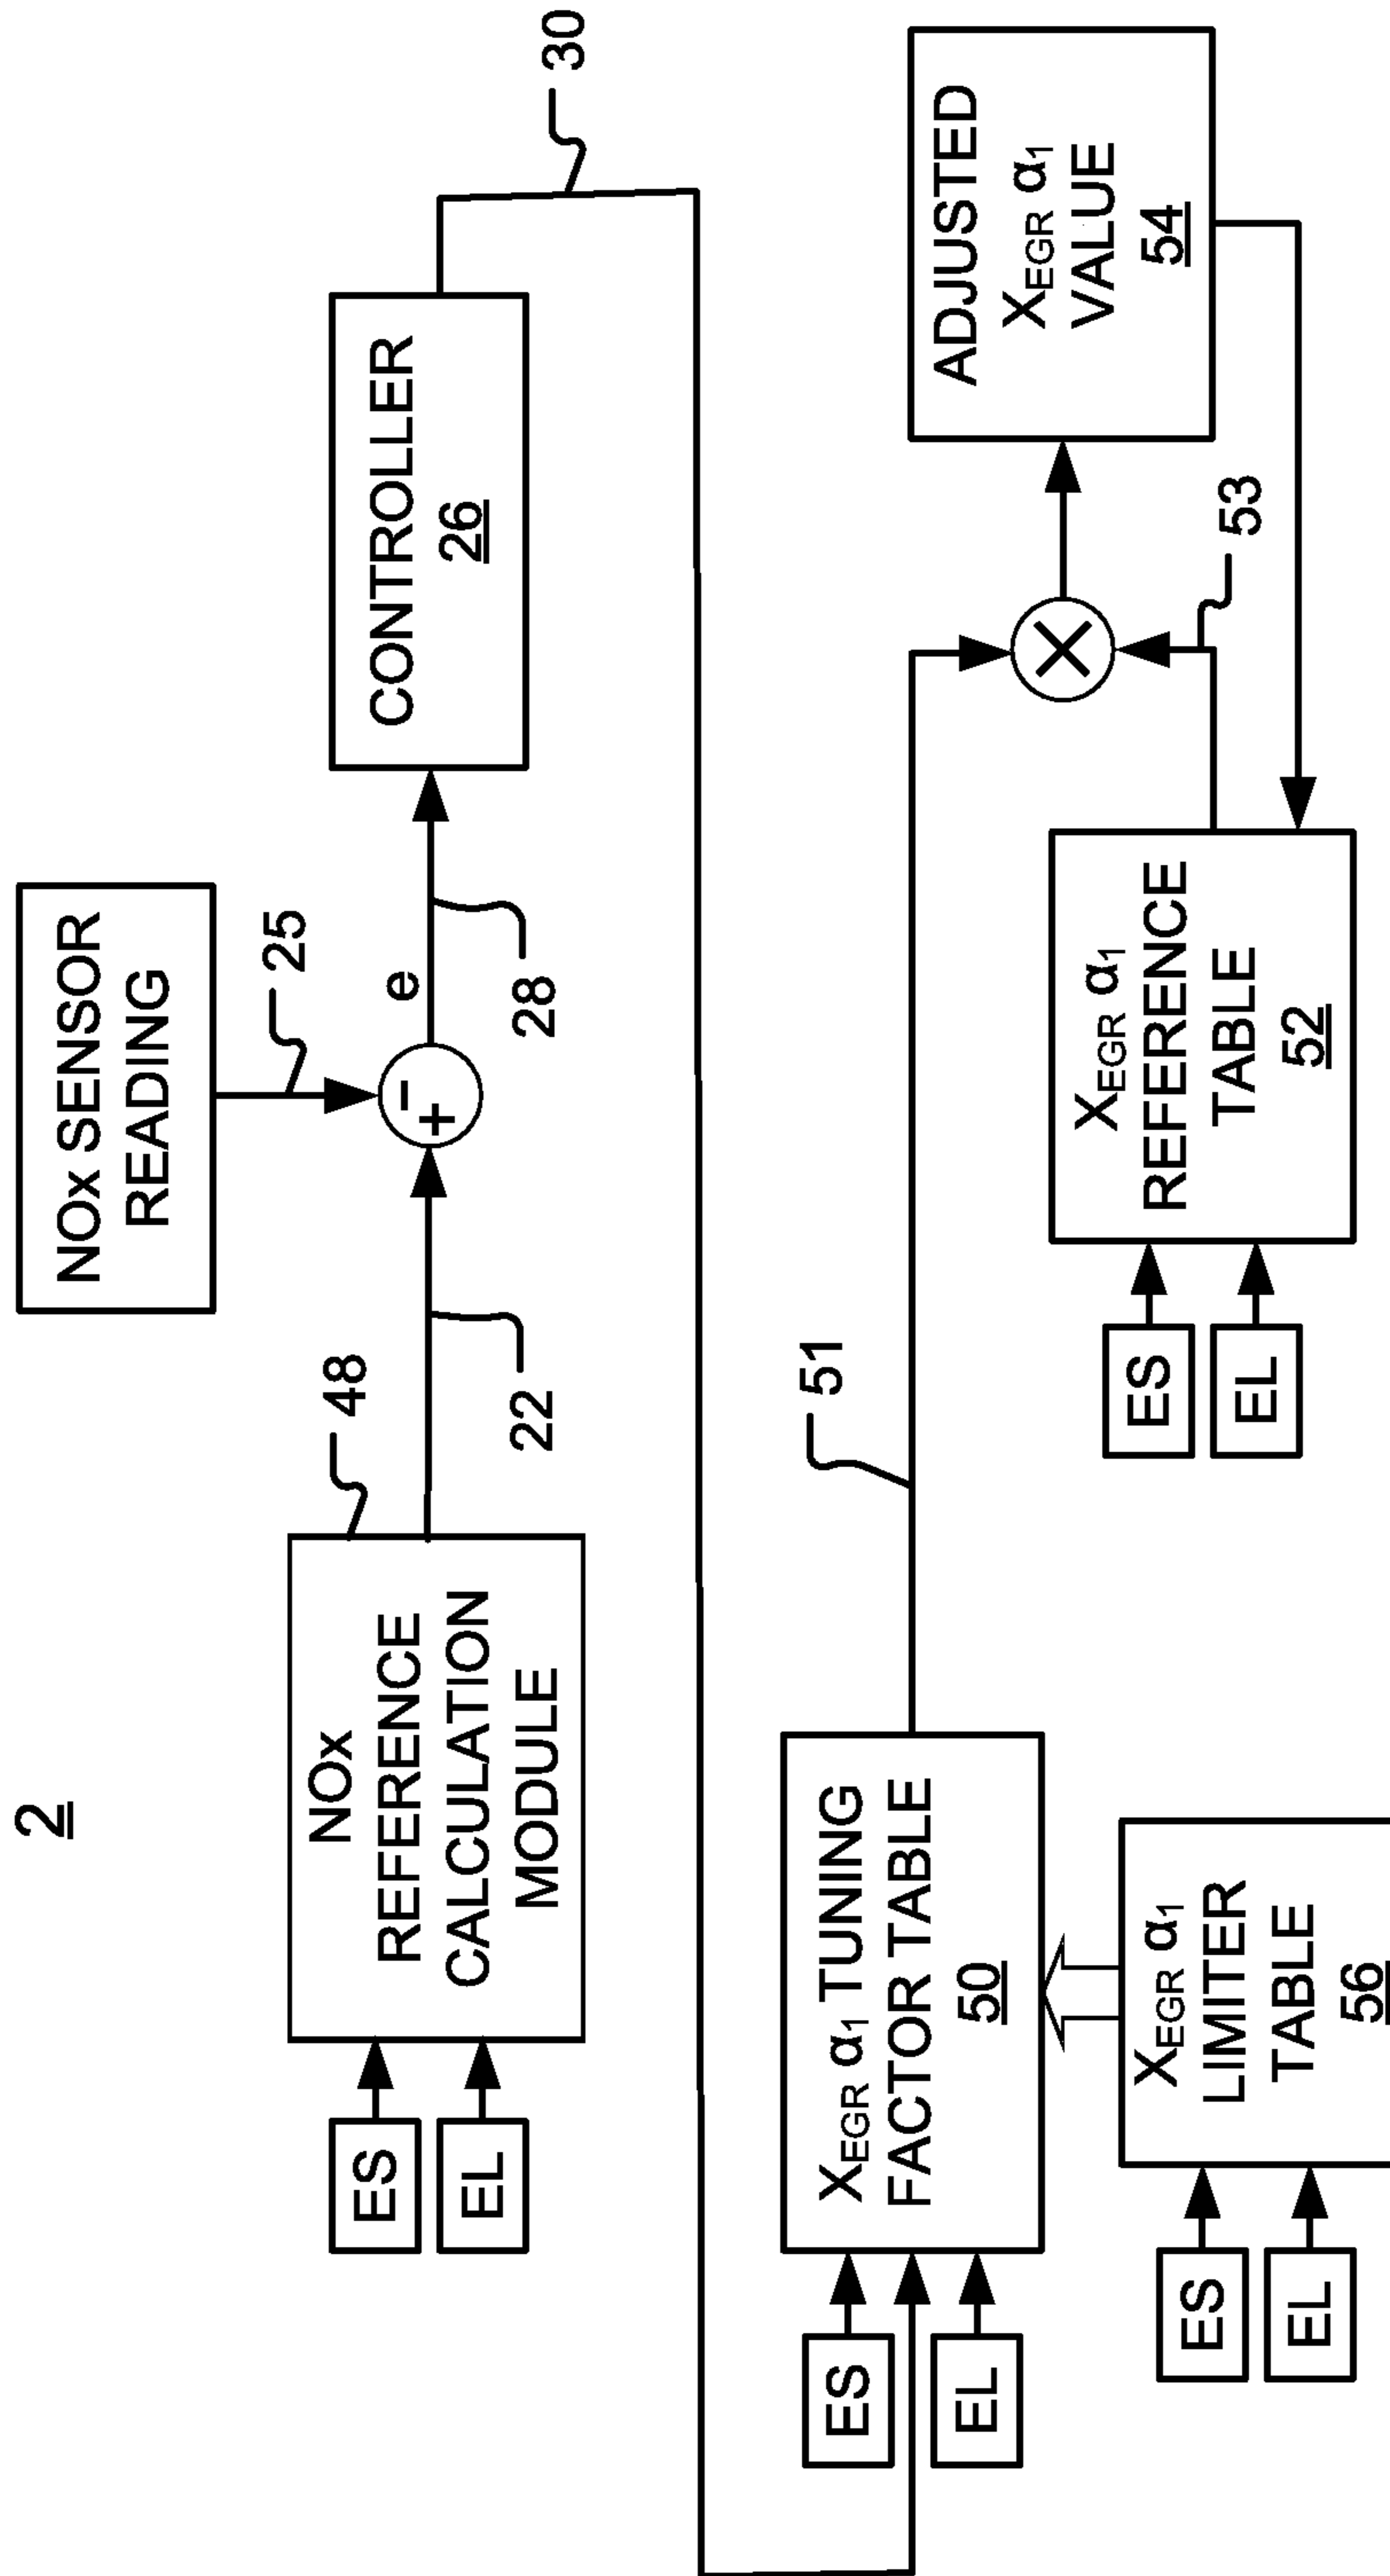 2
NOx SENSOR
READING
25
48
ES
EL
NOx
REFERENCE
CALCULATION
MODULE
22
+
-
e
28
CONTROLLER
26
30
ES
EL
XEGR α1 TUNING
FACTOR TABLE
50
51
ES
EL
XEGR α1
LIMITER
TABLE
56
ES
EL
XEGR α1
REFERENCE
TABLE
52
53
ADJUSTED
XEGR α1
VALUE
54